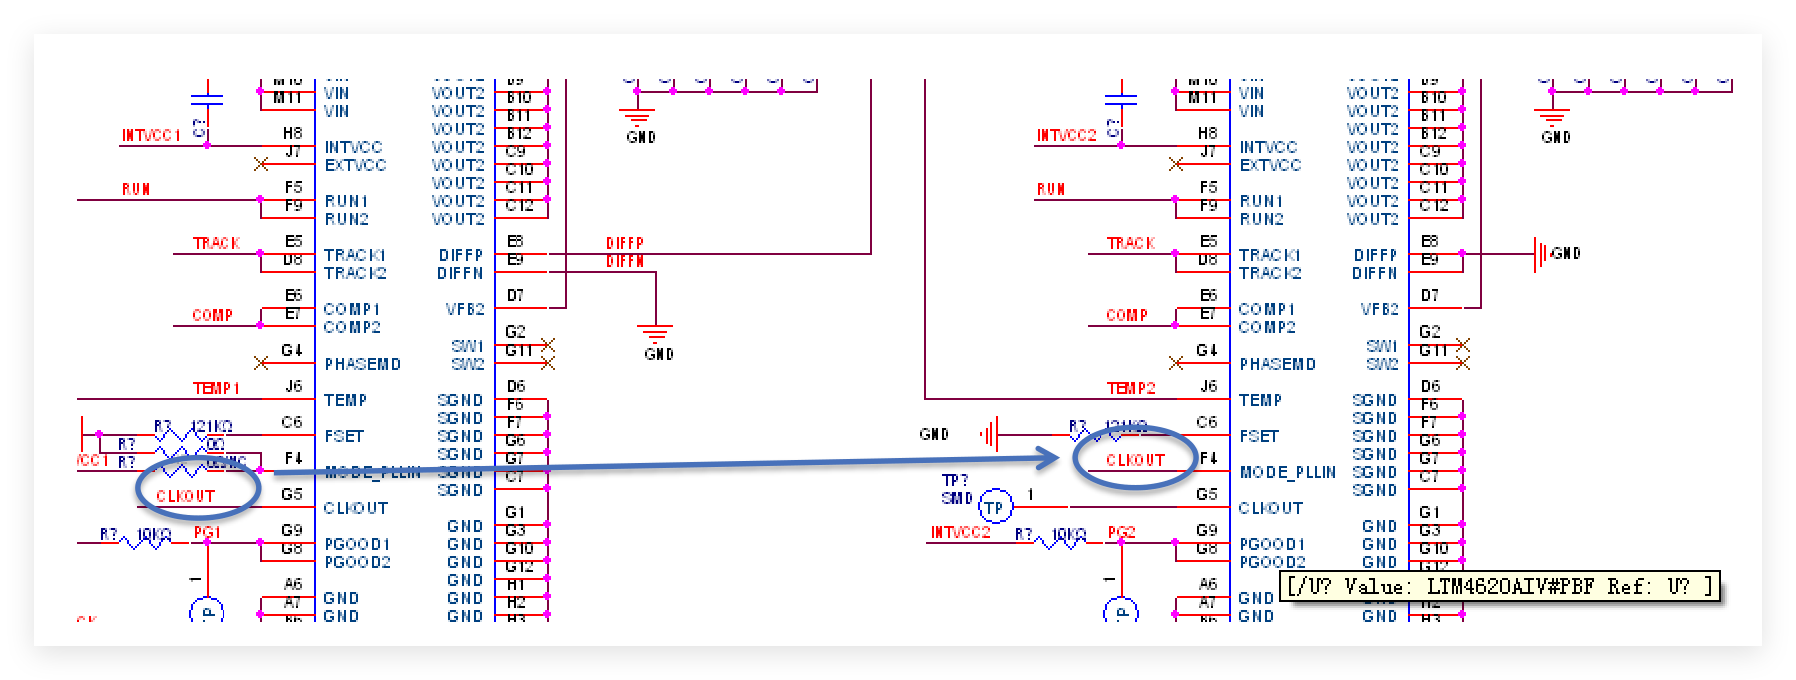 M10 VIN VOUT2 B9
M11 VIN VOUT2 B10
VIN VOUT2 B11
C?
GND
INTVCC1
H8 INTVCC VOUT2 B12
J7 EXTVCC VOUT2 C9
VOUT2 C10
RUN
F5 RUN1 VOUT2 C11
F9 RUN2 VOUT2 C12
TRACK
E5 TRACK1 DIFFP E8 DIFFP
D8 TRACK2 DIFFN E9 DIFFN
COMP
E6 COMP1 VFB2 D7
E7 COMP2
G4 PHASEMD SW1 G2
SW2 G11
GND
TEMP1
J6 TEMP SGND D6
SGND F6
R? 121KΩ C6 FSET SGND F7
R? 0Ω SGND G6
VCC1 R? F4 MODE_PLLIN SGND G7
SGND C7
CLKOUT
G5 CLKOUT
GND G1
R? 10KΩ PG1 G9 PGOOD1 GND G3
G8 PGOOD2 GND G10
GND G12
1
A6 GND GND H1
A7 GND GND H2
B6 H3
P
CK
M10 VIN VOUT2 B9
M11 VIN VOUT2 B10
VOUT2 B11
C?
GND
INTVCC2
H8 INTVCC VOUT2 B12
J7 EXTVCC VOUT2 C9
VOUT2 C10
RUN
F5 RUN1 VOUT2 C11
F9 RUN2 VOUT2 C12
TRACK
E5 TRACK1 DIFFP E8
D8 TRACK2 DIFFN E9
GND
COMP
E6 COMP1 VFB2 D7
E7 COMP2
G4 PHASEMD SW1 G2
SW2 G11
TEMP2
J6 TEMP SGND D6
SGND F6
GND R? 121KΩ C6 FSET SGND F7
SGND G6
CLKOUT
F4 MODE_PLLIN SGND G7
SGND C7
TP?
SMD TP 1 G5 CLKOUT
GND G1
INTVCC2 R? 10KΩ PG2 G9 PGOOD1 GND G3
G8 PGOOD2 GND G10
G12
1
[/U? Value: LTM4620AIV#PBF Ref: U? ]
A6 GND GND
A7 GND GND H2
B6 H3
P